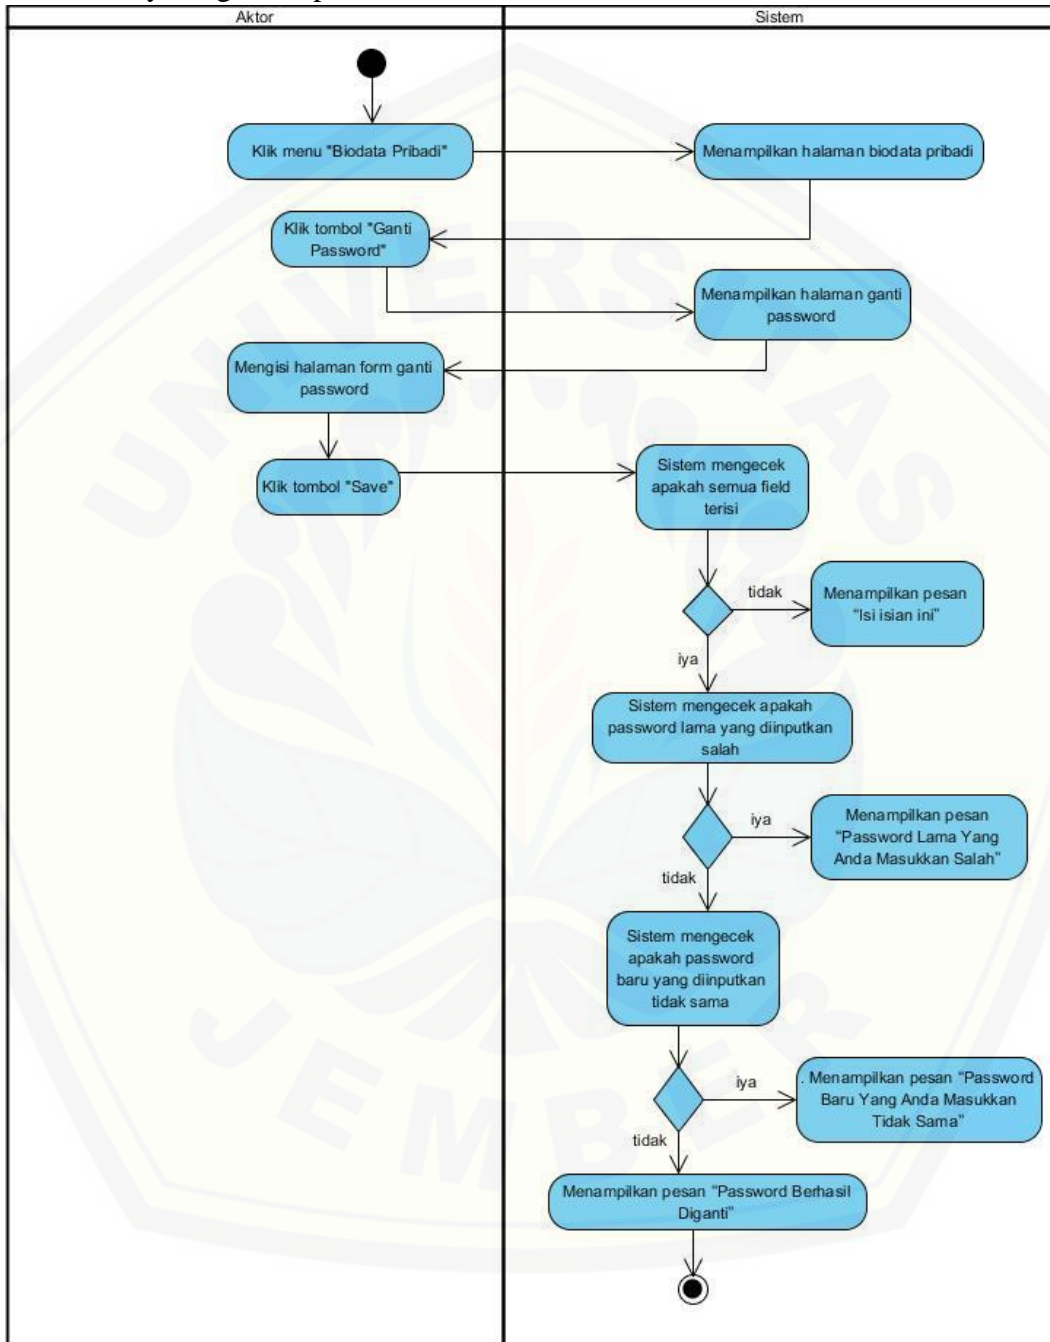 Aktor
Sistem
Klik menu "Biodata Pribadi"
Menampilkan halaman biodata pribadi
Klik tombol "Ganti
Password"
Menampilkan halaman ganti
password
Mengisi halaman form ganti
password
Klik tombol "Save"
Sistem mengecek
apakah semua field
terisi
tidak
Menampilkan pesan
“Isi isian ini”
iya
Sistem mengecek apakah
password lama yang diinputkan
salah
iya
Menampilkan pesan
“Password Lama Yang
Anda Masukkan Salah”
tidak
Sistem mengecek
apakah password
baru yang diinputkan
tidak sama
iya
. Menampilkan pesan “Password
Baru Yang Anda Masukkan
Tidak Sama”
tidak
Menampilkan pesan “Password Berhasil
Diganti”
UNIVERSITAS
JEMBER